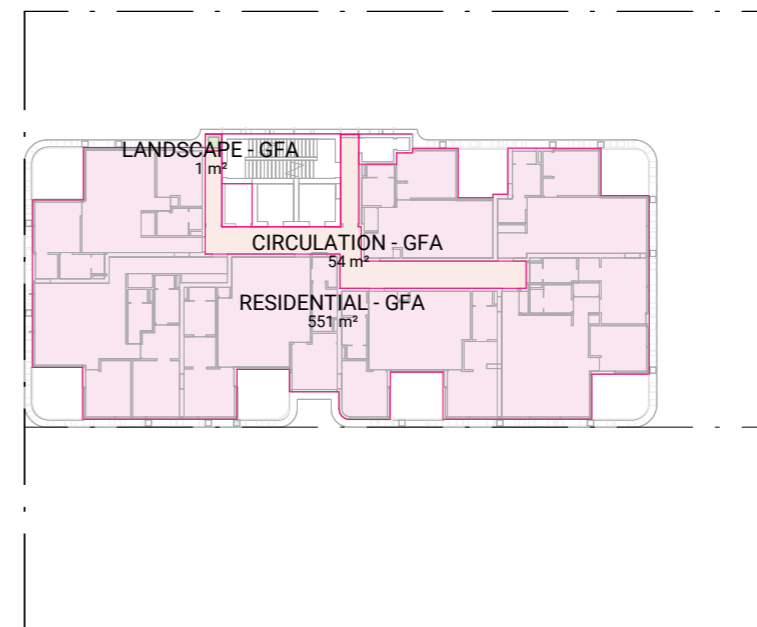 LANDSCAPE - GFA
1 m²
CIRCULATION - GFA
54 m²
RESIDENTIAL - GFA
551 m²